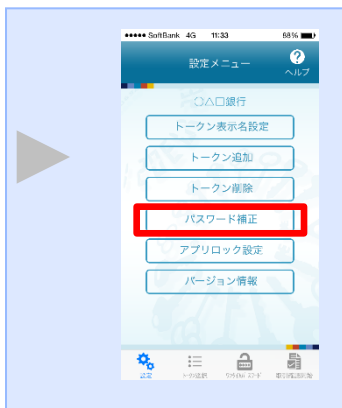 ●●●●● SoftBank 4G 11:33 88%
設定メニュー
ヘルプ
〇△□銀行
トークン表示名設定
トークン追加
トークン削除
パスワード補正
アプリロック設定
バージョン情報
設定